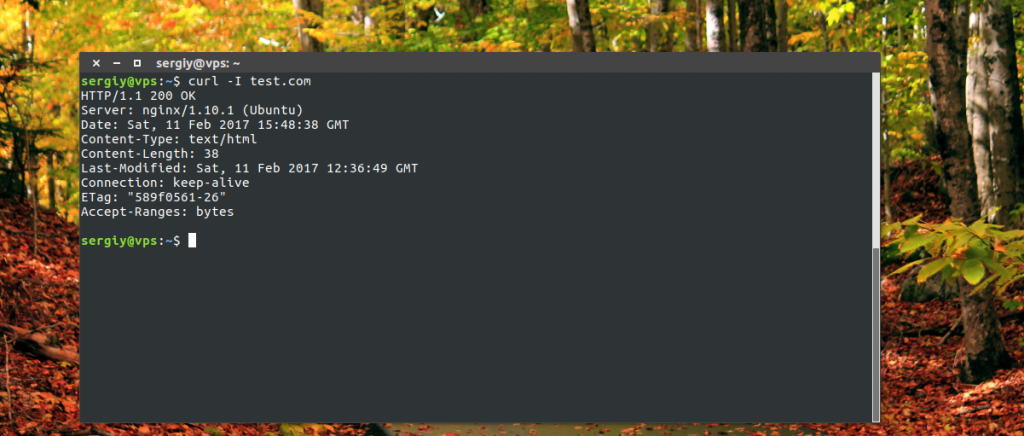 sergiy@vps: ~
sergiy@vps:~$ curl -I test.com
HTTP/1.1 200 OK
Server: nginx/1.10.1 (Ubuntu)
Date: Sat, 11 Feb 2017 15:48:38 GMT
Content-Type: text/html
Content-Length: 38
Last-Modified: Sat, 11 Feb 2017 12:36:49 GMT
Connection: keep-alive
ETag: "589f0561-26"
Accept-Ranges: bytes
sergiy@vps:~$